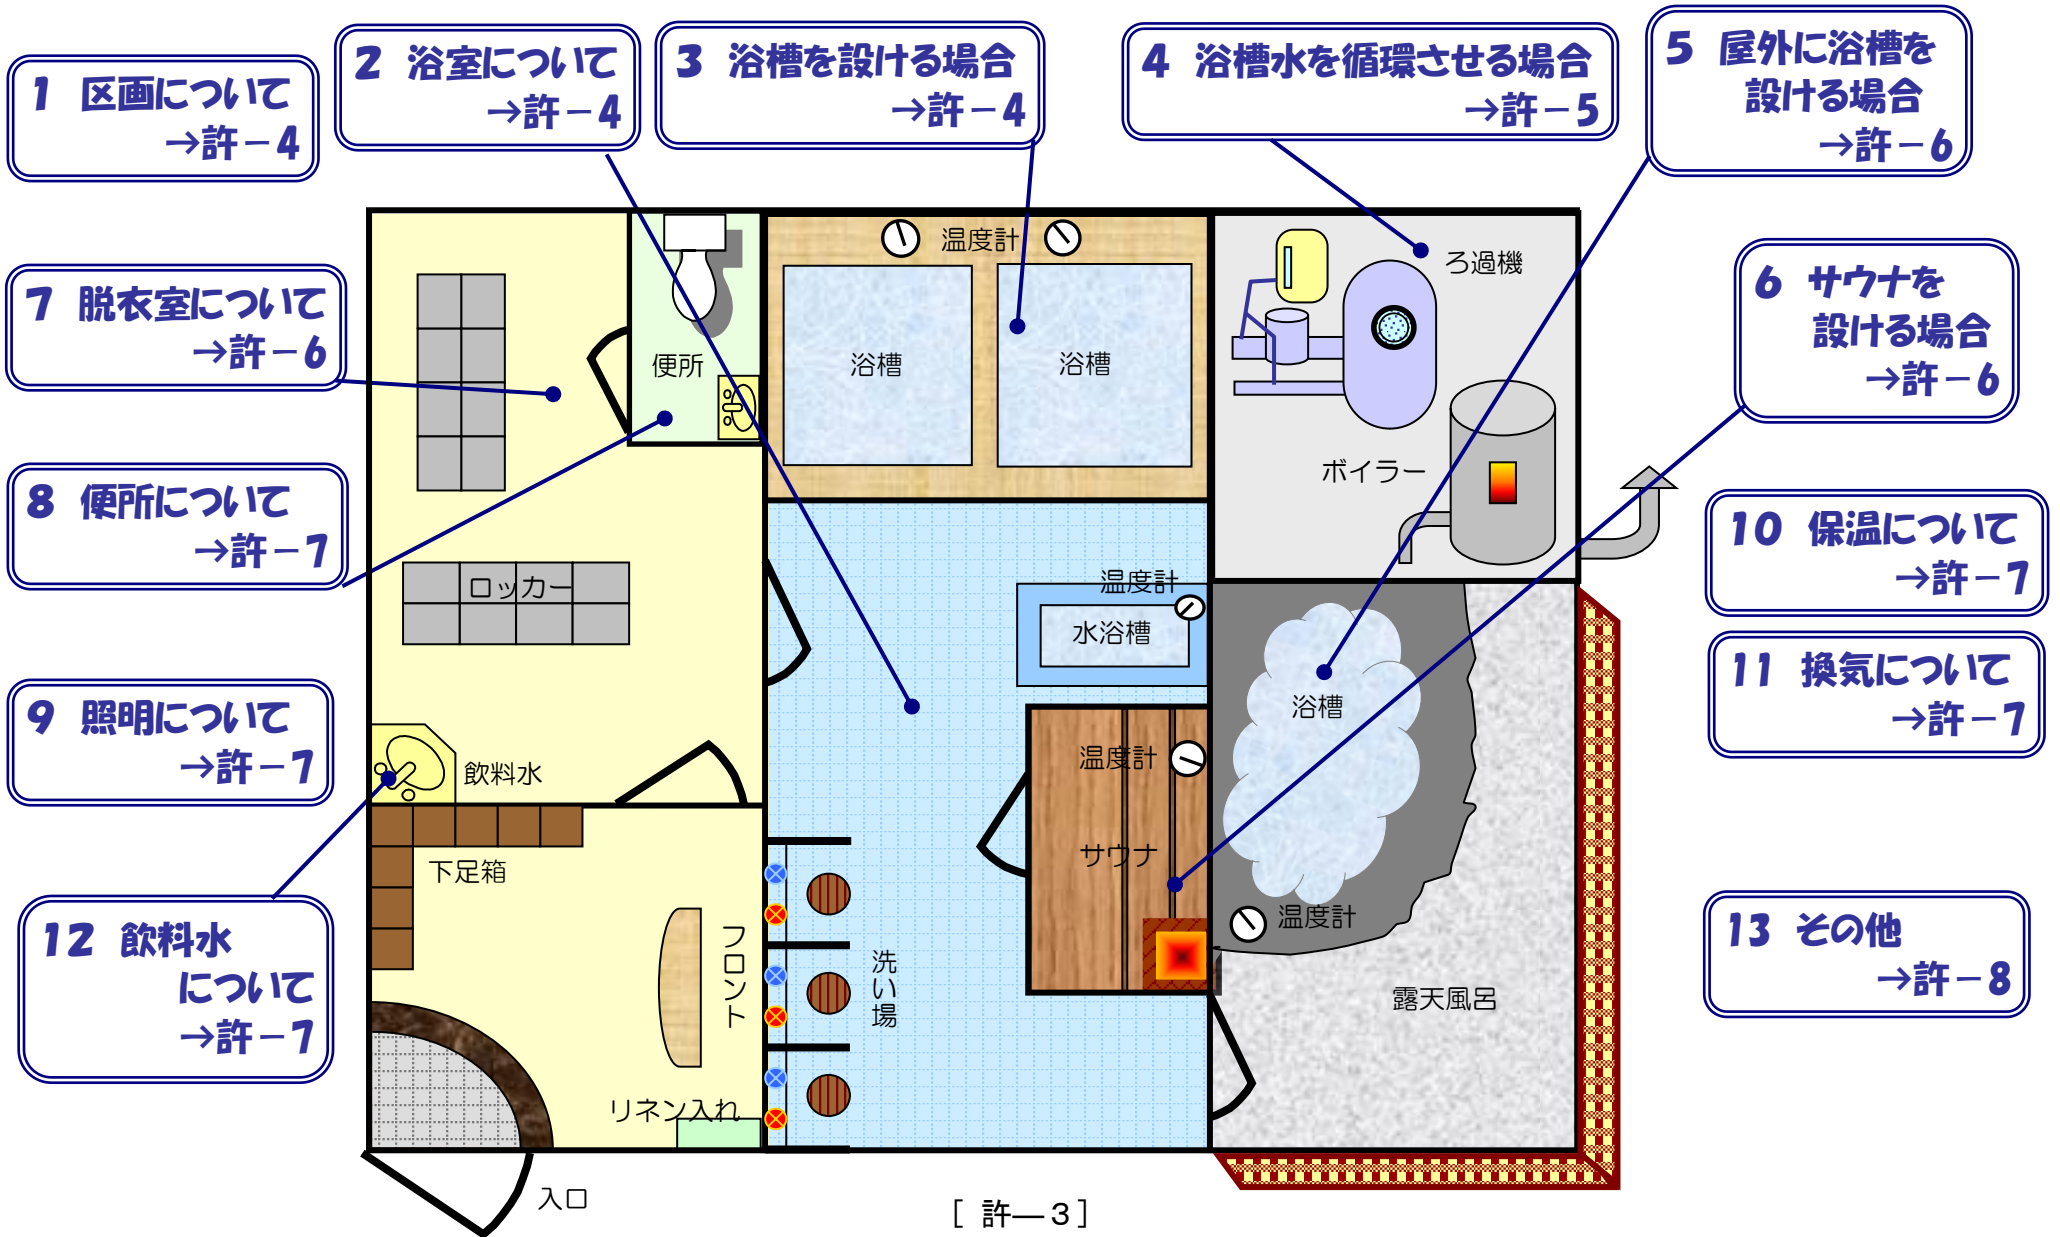 1 区画について
→許－4
2 浴室について
→許－4
3 浴槽を設ける場合
→許－4
4 浴槽水を循環させる場合
→許－5
5 屋外に浴槽を
設ける場合
→許－6
6 サウナを
設ける場合
→許－6
7 脱衣室について
→許－6
8 便所について
→許－7
9 照明について
→許－7
10 保温について
→許－7
11 換気について
→許－7
12 飲料水
について
→許－7
13 その他
→許－8
温度計
ろ過機
便所
浴槽
浴槽
ボイラー
ロッカー
温度計
水浴槽
浴槽
飲料水
温度計
サウナ
下足箱
フロント
洗い場
温度計
露天風呂
リネン入れ
入口
［ 許―３］